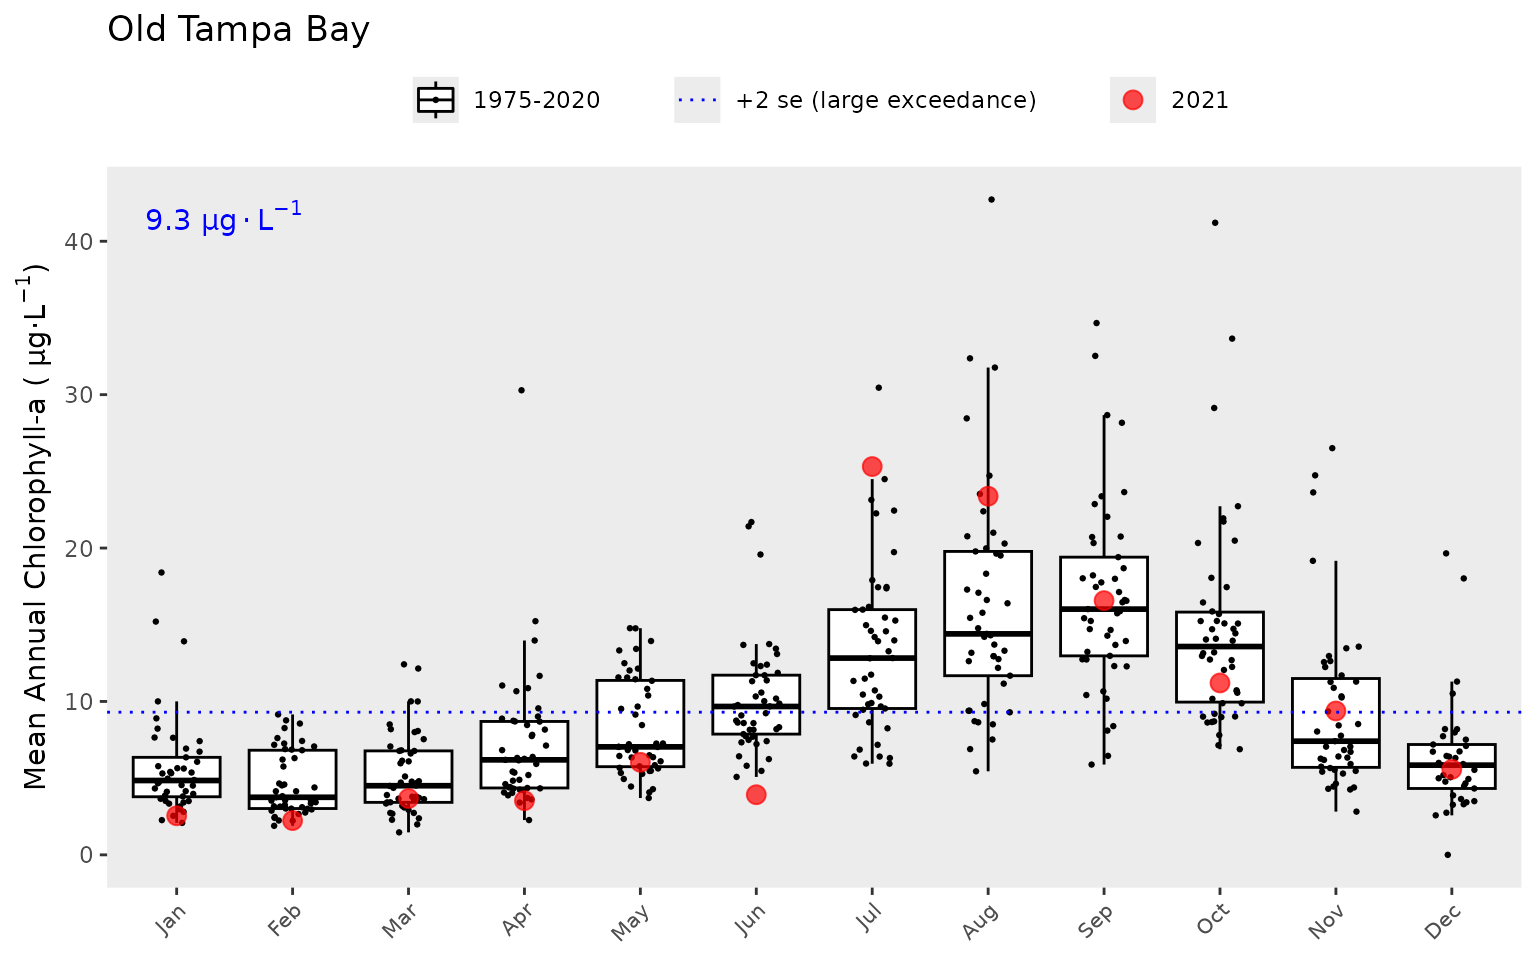 Old Tampa Bay
1975-2020
+2 se (large exceedance)
2021
9.3 μg·L⁻¹
Mean Annual Chlorophyll-a ( μg·L⁻¹)
40
30
20
10
0
Jan
Feb
Mar
Apr
May
Jun
Jul
Aug
Sep
Oct
Nov
Dec